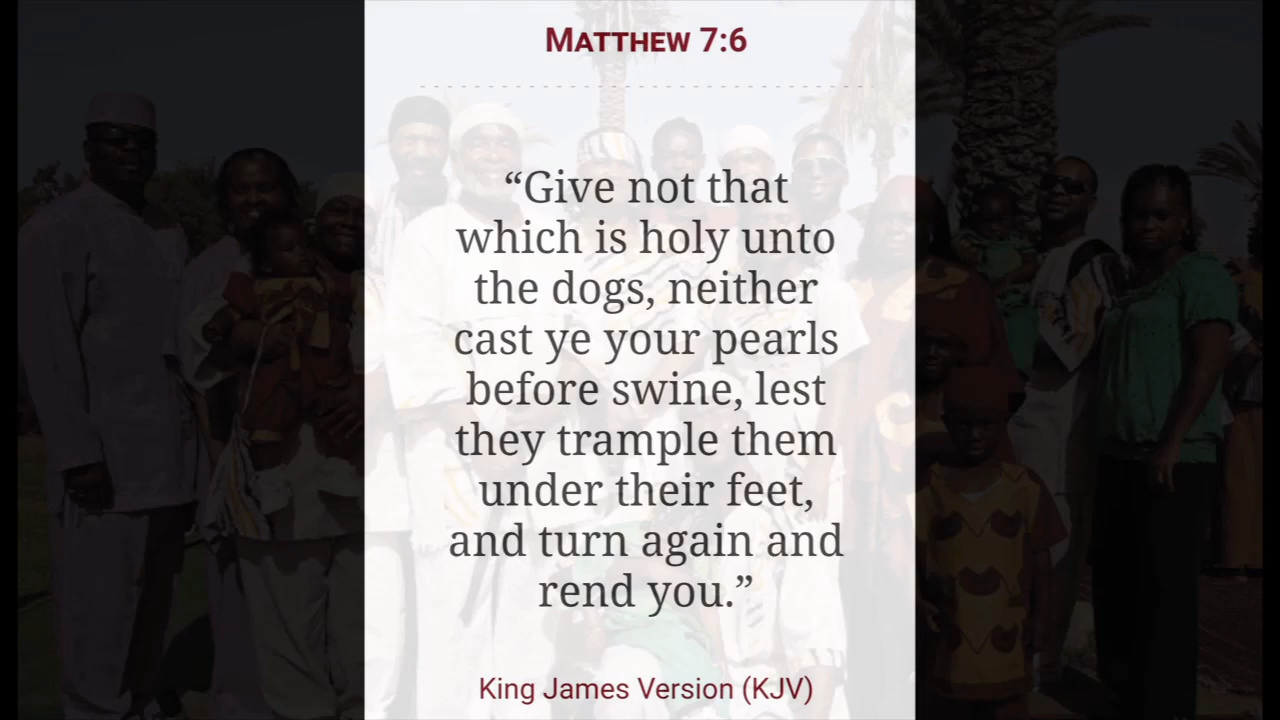 MATTHEW 7:6
“Give not that
which is holy unto
the dogs, neither
cast ye your pearls
before swine, lest
they trample them
under their feet,
and turn again and
rend you.”
King James Version (KJV)